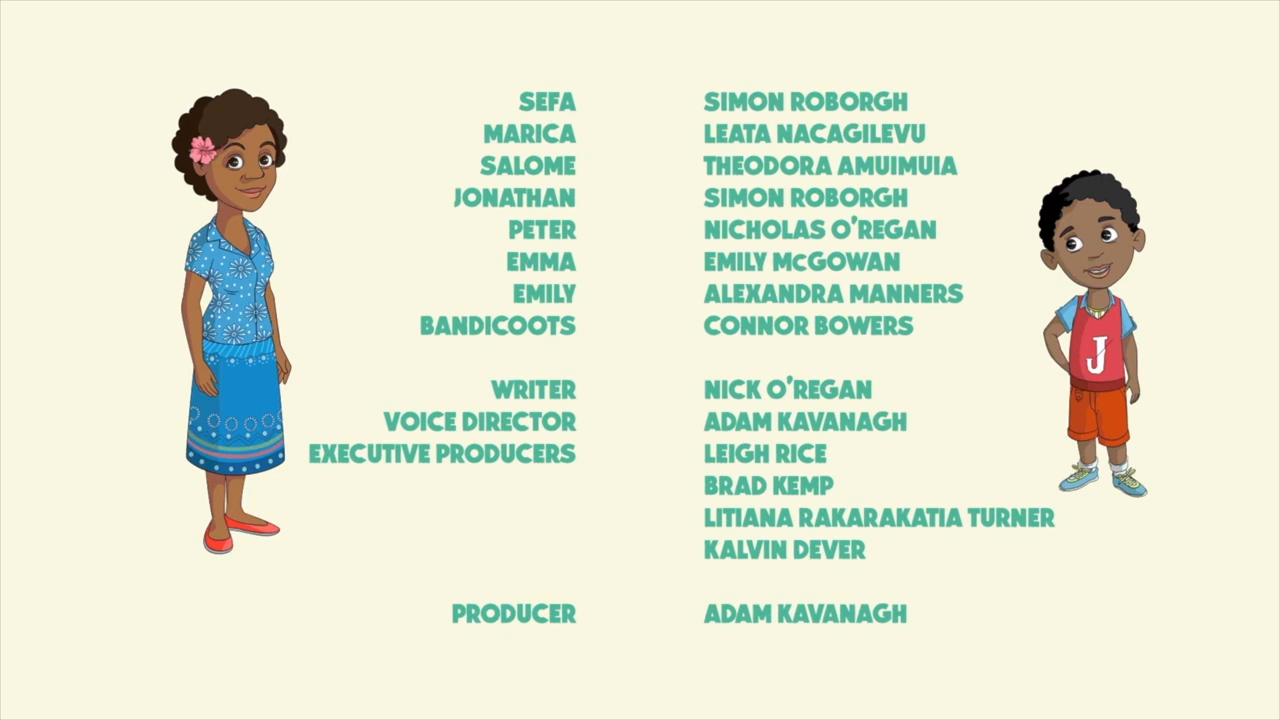 SEFA SIMON ROBORGH
MARICA LEATA NACAGILEVU
SALOME THEODORA AMUIMUIA
JONATHAN SIMON ROBORGH
PETER NICHOLAS O'REGAN
EMMA EMILY McGOWAN
EMILY ALEXANDRA MANNERS
BANDICOOTS CONNOR BOWERS
WRITER NICK O'REGAN
VOICE DIRECTOR ADAM KAVANAGH
EXECUTIVE PRODUCERS LEIGH RICE
BRAD KEMP
LITIANA RAKARAKATIA TURNER
KALVIN DEVER
PRODUCER ADAM KAVANAGH
J